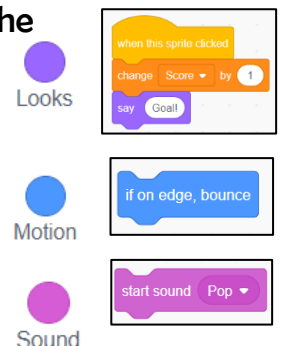 he
Looks
when this sprite clicked
change Score by 1
say Goal!
Motion
if on edge, bounce
Sound
start sound Pop